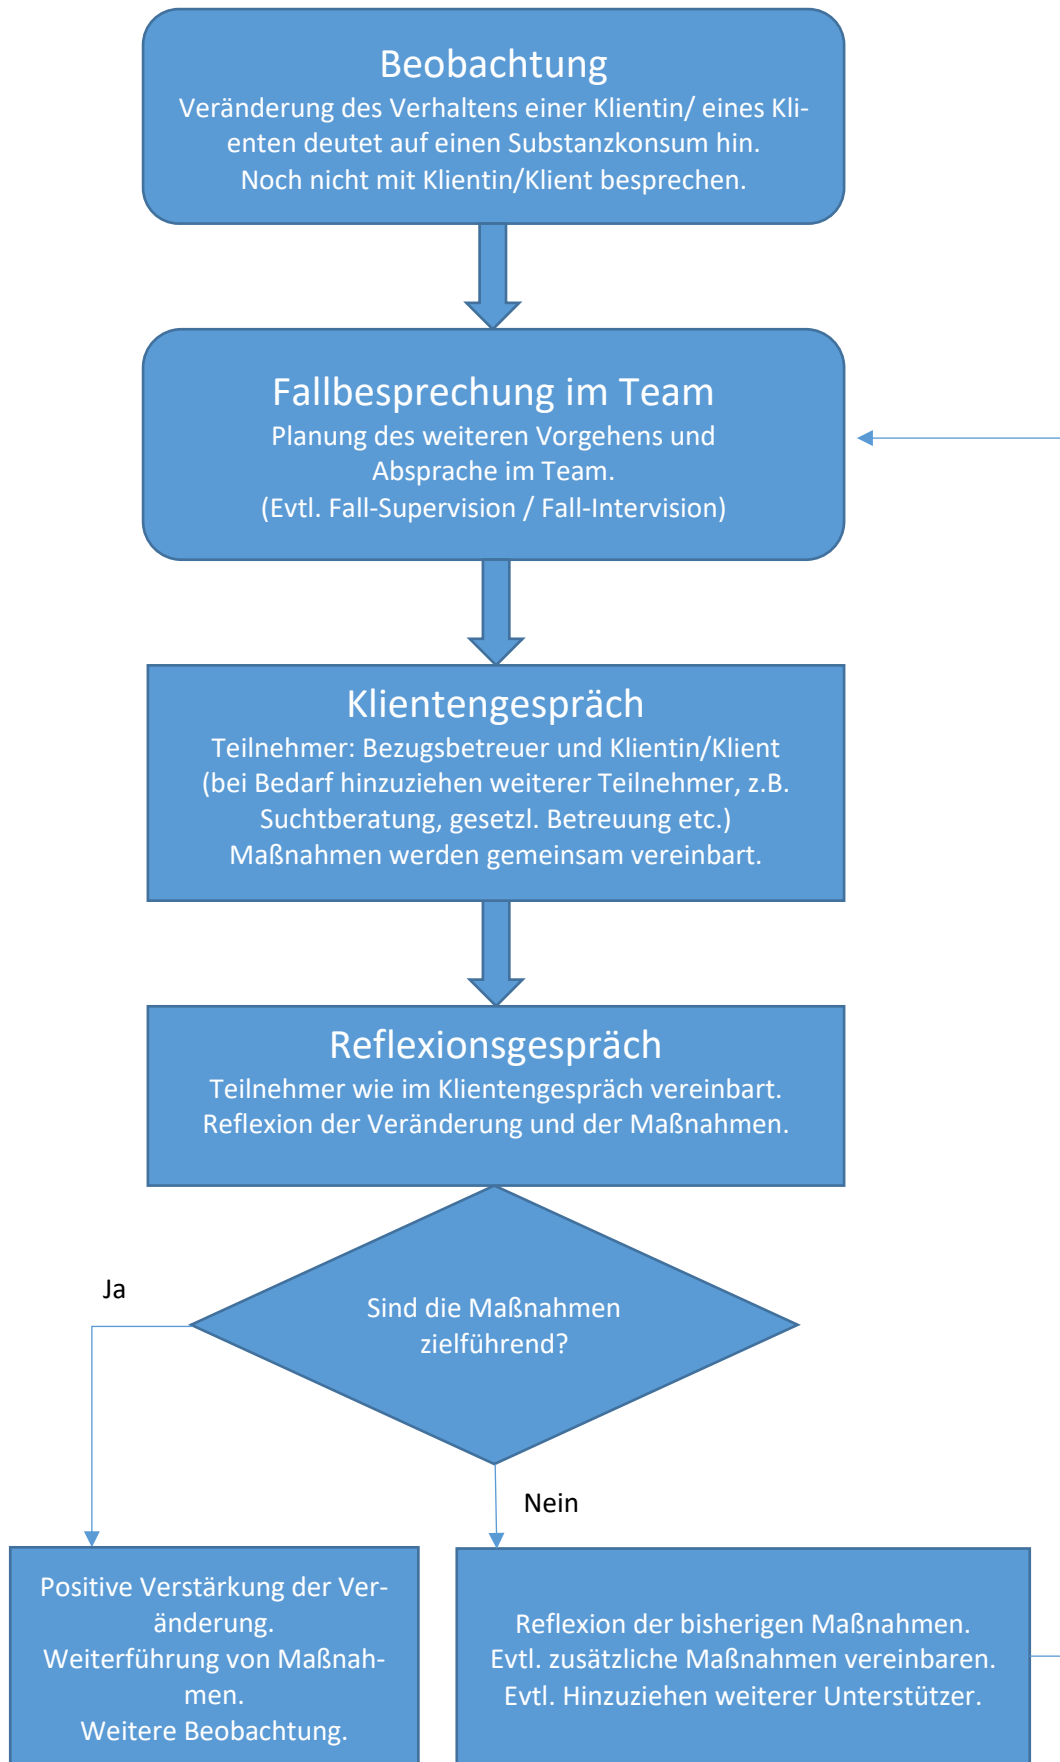 Beobachtung
Veränderung des Verhaltens einer Klientin/ eines Kli-
enten deutet auf einen Substanzkonsum hin.
Noch nicht mit Klientin/Klient besprechen.
Fallbesprechung im Team
Planung des weiteren Vorgehens und
Absprache im Team.
(Evtl. Fall-Supervision / Fall-Intervision)
Klientengespräch
Teilnehmer: Bezugsbetreuer und Klientin/Klient
(bei Bedarf hinzuziehen weiterer Teilnehmer, z.B.
Suchtberatung, gesetzl. Betreuung etc.)
Maßnahmen werden gemeinsam vereinbart.
Reflexionsgespräch
Teilnehmer wie im Klientengespräch vereinbart.
Reflexion der Veränderung und der Maßnahmen.
Ja
Sind die Maßnahmen
zielführend?
Nein
Positive Verstärkung der Ver-
änderung.
Weiterführung von Maßnah-
men.
Weitere Beobachtung.
Reflexion der bisherigen Maßnahmen.
Evtl. zusätzliche Maßnahmen vereinbaren.
Evtl. Hinzuziehen weiterer Unterstützer.